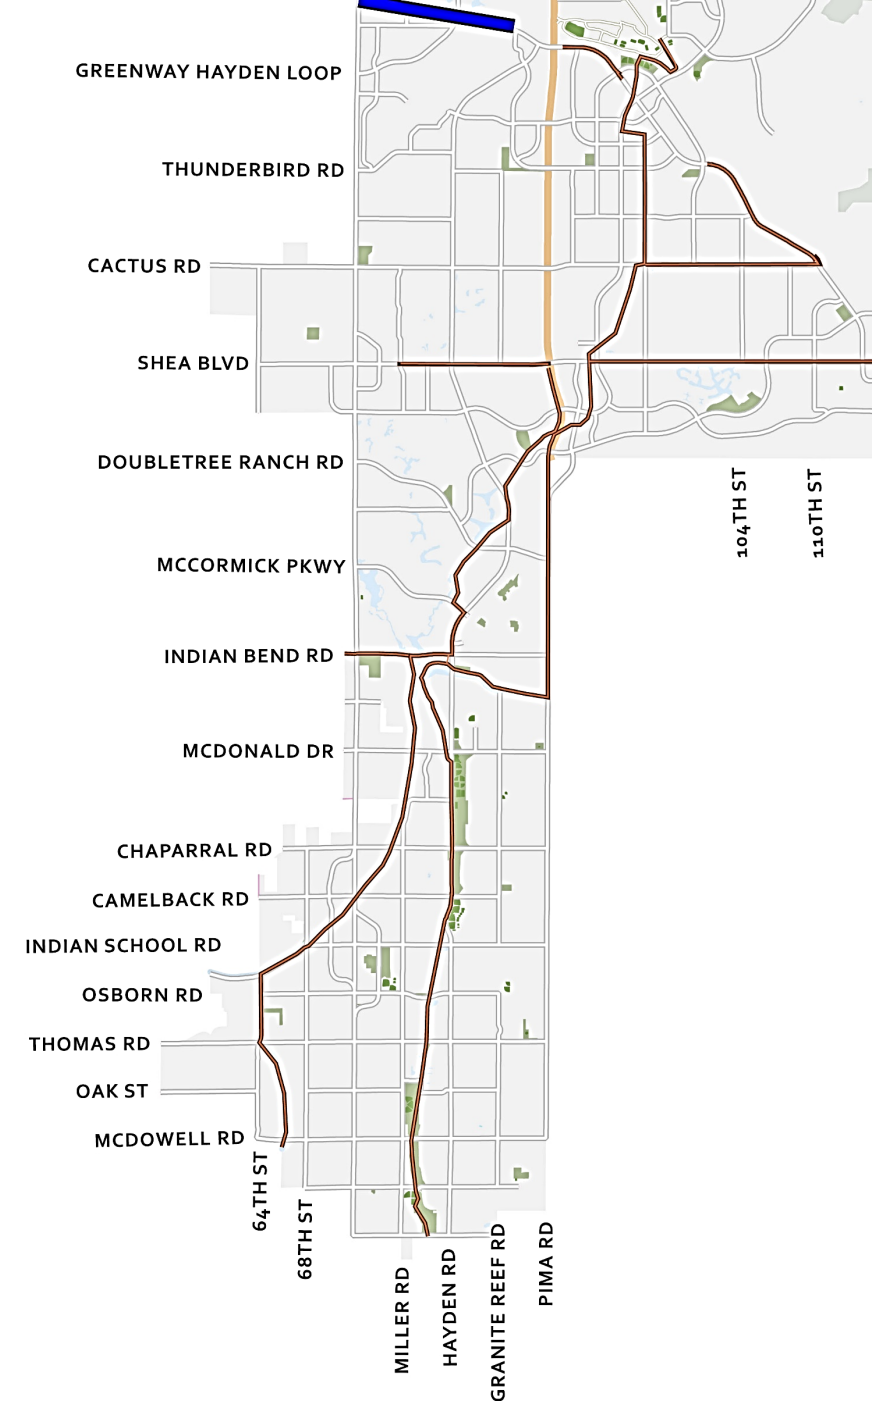 GREENWAY HAYDEN LOOP
THUNDERBIRD RD
CACTUS RD
SHEA BLVD
DOUBLETREE RANCH RD
104TH ST
110TH ST
MCCORMICK PKWY
INDIAN BEND RD
MCDONALD DR
CHAPARRAL RD
CAMELBACK RD
INDIAN SCHOOL RD
OSBORN RD
THOMAS RD
OAK ST
MCDOWELL RD
64TH ST
68TH ST
MILLER RD
HAYDEN RD
GRANITE REEF RD
PIMA RD